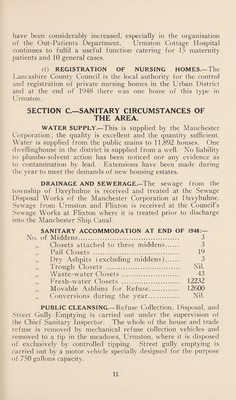 have been considerably increased, especially in the organisation
of the Out-Patients Department. Urmston Cottage Hospital
continues to fulfil a useful function catering for 15 maternity
patients and 10 general cases.
(i) REGISTRATION OF NURSING HOMES.—The
Lancashire County Council is the local authority for the control
and registration of private nursing homes in the Urban District
and at the end of 1948 there was one home of this type in
Urmston.
SECTION C.—SANITARY CIRCUMSTANCES OF
THE AREA.
WATER SUPPLY.—This is supplied by the Manchester
Corporation; the quality is excellent and the quantity sufficient.
Water is supplied from the public mains to 11,892 houses. One
dwellinghouse in the district is supplied from a well. No liability
to plumbo-solvent action has been noticed nor any evidence as
to contamination by lead. Extensions have been made during
the year to meet the demands of new housing estates.
DRAINAGE AND SEWERAGE.—The sewage from the
township of Davyhulme is received and treated at the Sewage
Disposal Works of the Manchester Corporation at Davyhulme.
Sewage from Urmston and Flixton is received at the Council's
Sewage Works at Flixton where it is treated prior to discharge
into the Manchester Ship Canal.
SANITARY ACCOMMODATION AT END OF 1948:—
No. of Middens 3
„ Closets attached to these middens 3
„ Pail Closets 19
„ Dry Ashpits (excluding middens) 3
„ Trough Closets Nil.
„ Waste-water Closets 43
„ Fresh-water Closets 12232
„ Movable Ashbins for Refuse 12600
„ Conversions during the year Nil.
PUBLIC CLEANSING.—Refuse Collection, Disposal, and
Street Gully Emptying is carried out under the supervision of
the Chief Sanitary Inspector. The whole of the house and trade
refuse is removed by mechanical refuse collection vehicles and
removed to a tip in the meadows, Urmston, where it is disposed
of exclusively by controlled tipping. Street gully emptying is
carried out by a motor vehicle specially designed for the purpose
of 750 gallons capacity.
11